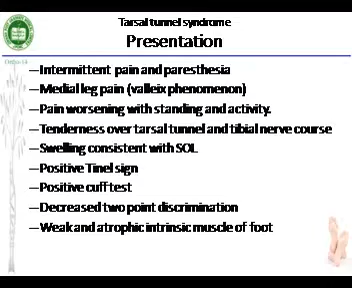 Tarsal tunnel syndrome
Presentation
Ortho-14
– Intermittent pain and paresthesia
– Medial leg pain (valleix phenomenon)
– Pain worsening with standing and activity.
– Tenderness over tarsal tunnel and tibial nerve course
– Swelling consistent with SOL
– Positive Tinel sign
– Positive cuff test
– Decreased two point discrimination
– Weak and atrophic intrinsic muscle of foot